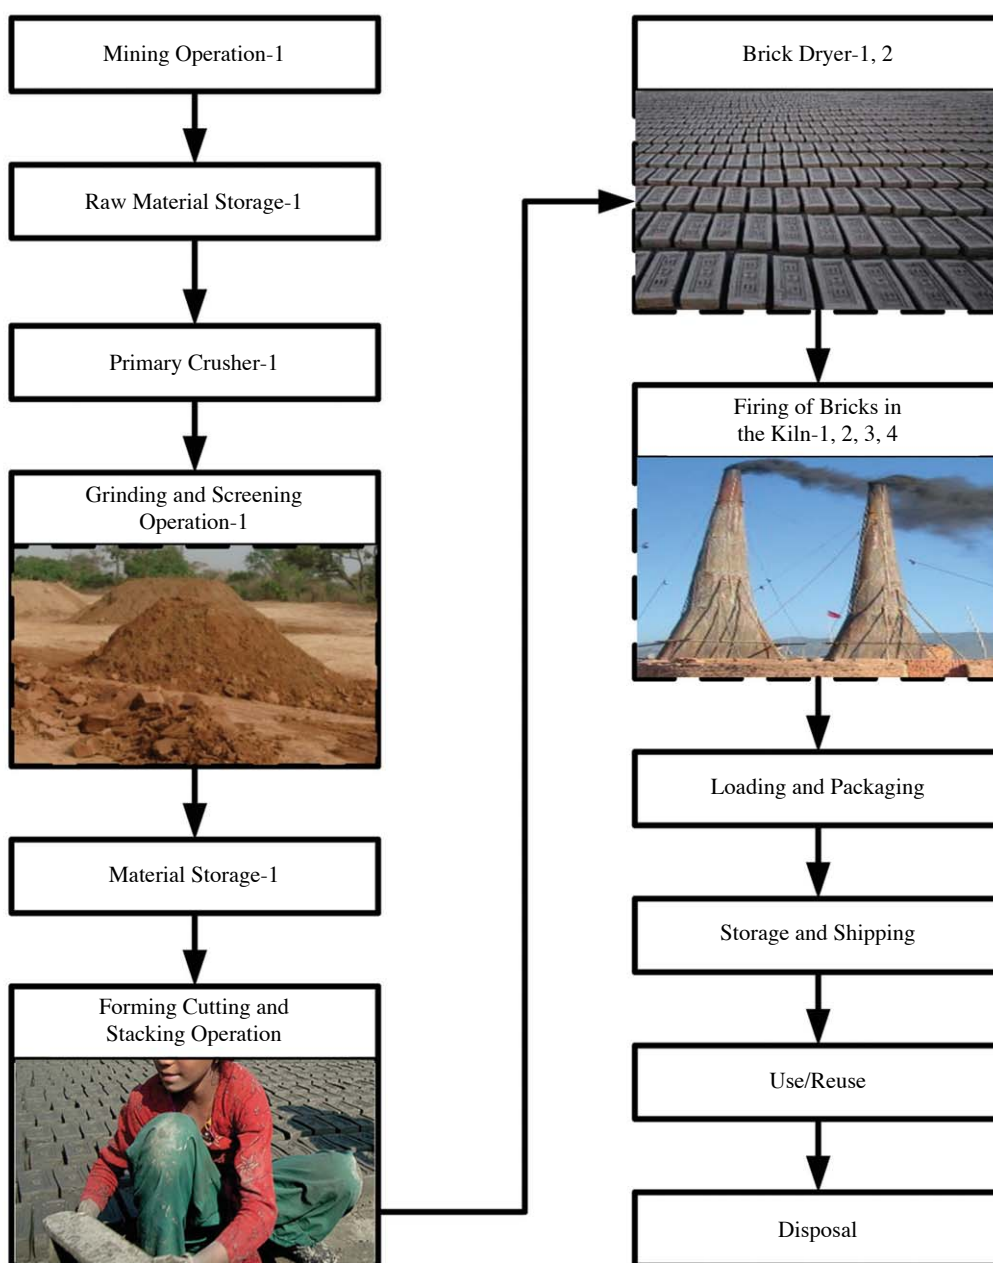 Mining Operation-1
Raw Material Storage-1
Primary Crusher-1
Grinding and Screening
Operation-1
Material Storage-1
Forming Cutting and
Stacking Operation
Brick Dryer-1, 2
Firing of Bricks in
the Kiln-1, 2, 3, 4
Loading and Packaging
Storage and Shipping
Use/Reuse
Disposal